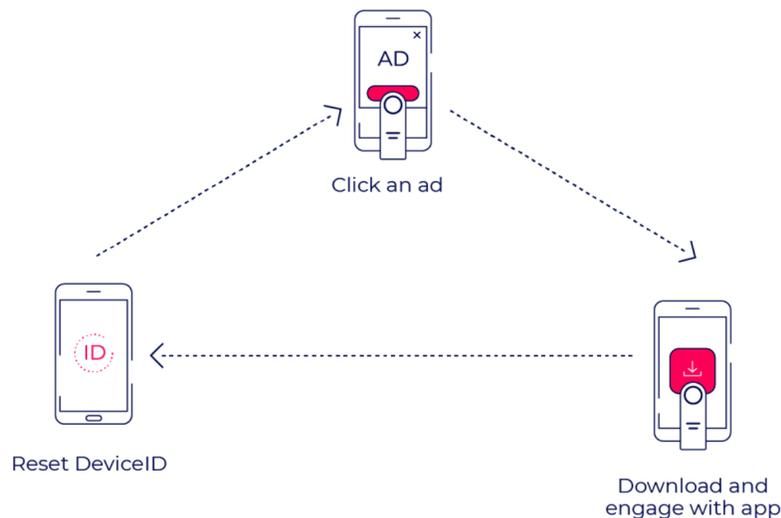 AD
Click an ad
ID
Reset DeviceID
Download and
engage with app